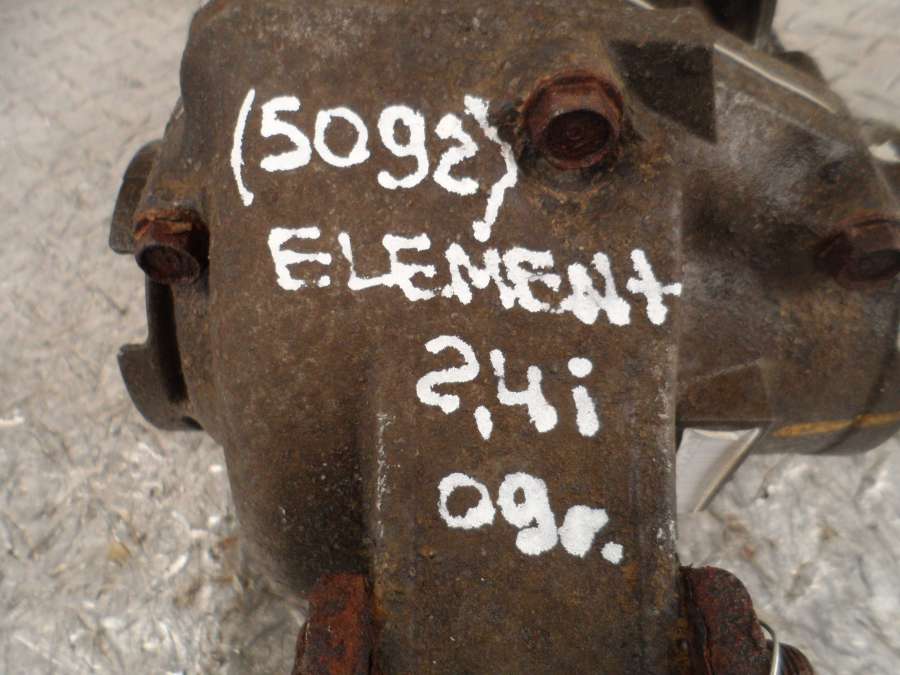 (5092)
ELEMENt
2,4i
09г.